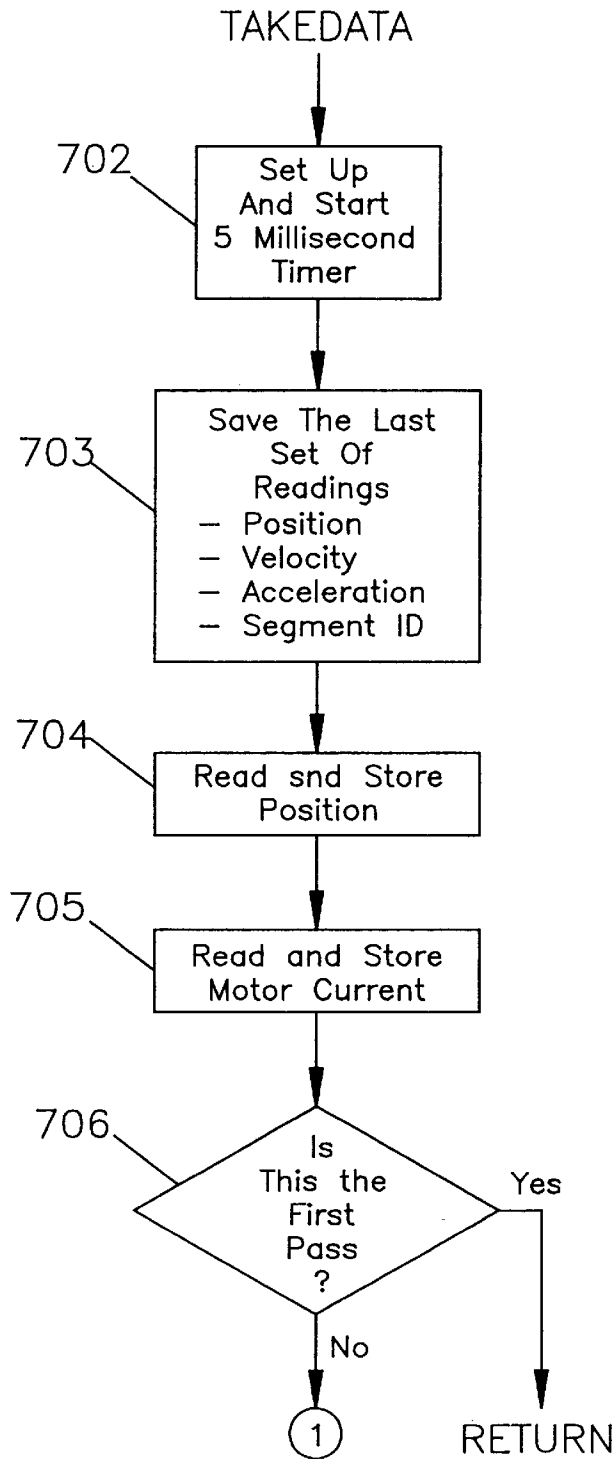 TAKEDATA
702
Set Up
And Start
5 Millisecond
Timer
703
Save The Last
Set Of
Readings
– Position
– Velocity
– Acceleration
– Segment ID
704
Read snd Store
Position
705
Read and Store
Motor Current
706
Is
This the
First
Pass
?
Yes
No
1
RETURN